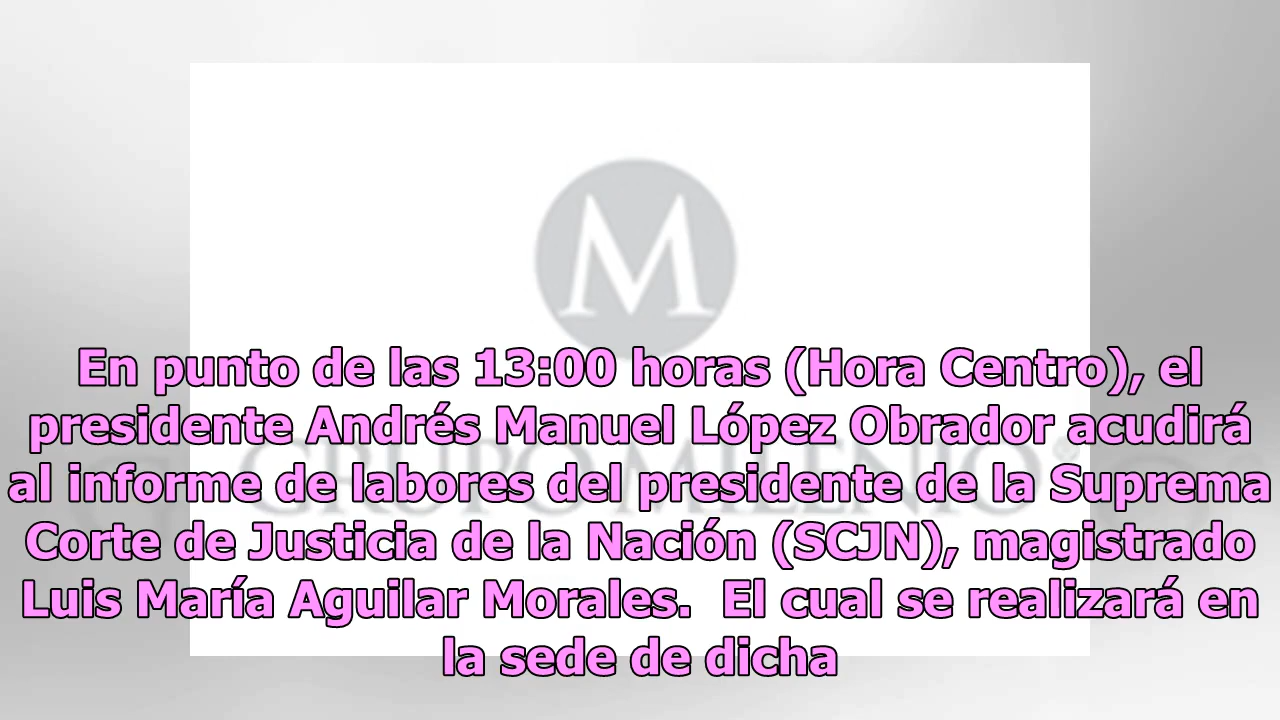 M
GRUPO MILENIO®
En punto de las 13:00 horas (Hora Centro), el
presidente Andrés Manuel López Obrador acudirá
al informe de labores del presidente de la Suprema
Corte de Justicia de la Nación (SCJN), magistrado
Luis María Aguilar Morales.  El cual se realizará en
la sede de dicha